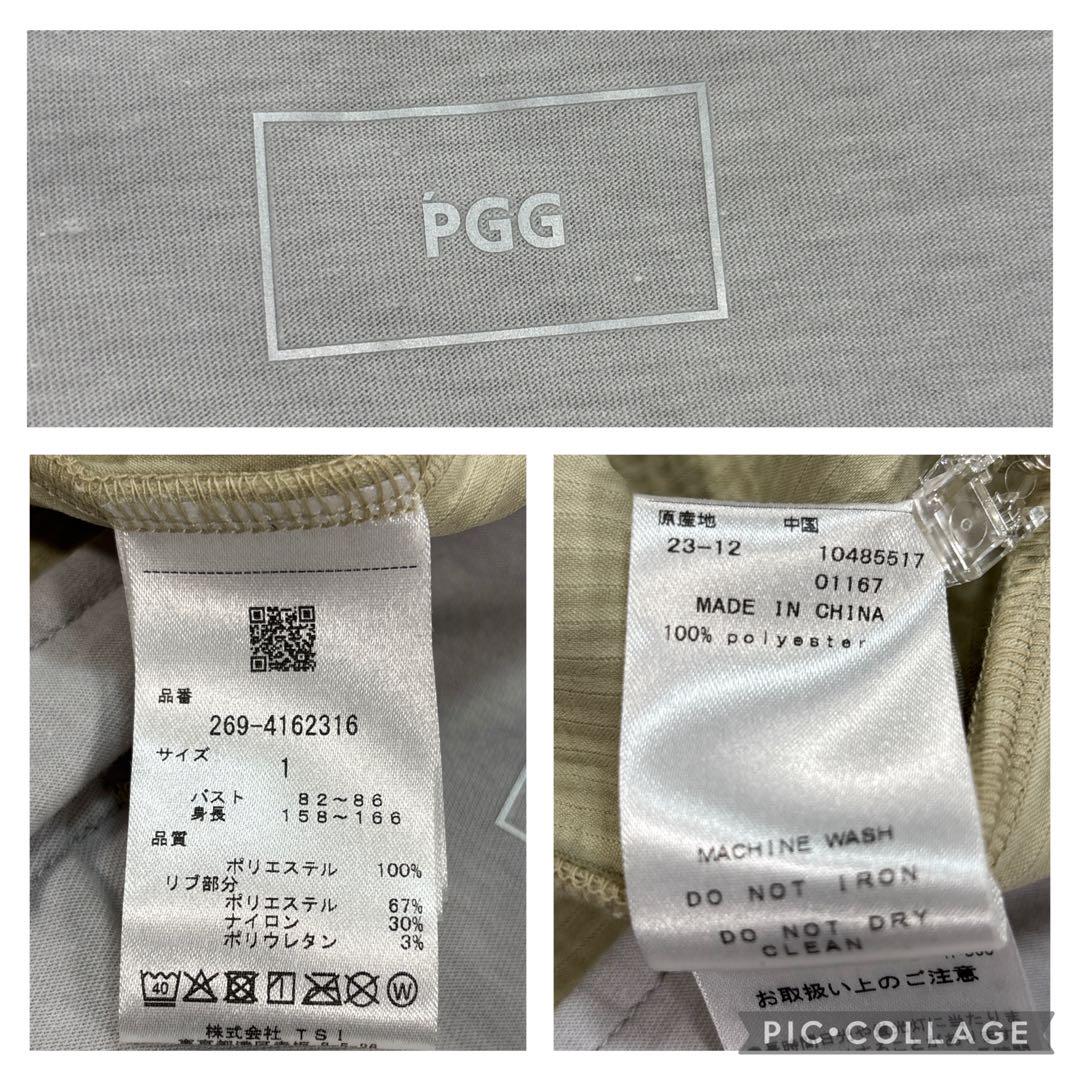 PGG
品番
269-4162316
サイズ
1
バスト 82～86
身長 158～166
品質
ポリエステル 100%
リブ部分
ポリエステル 67%
ナイロン 30%
ポリウレタン 3%
40
W
株式会社 TSI
原産地 中国
23-12 10485517
01167
MADE IN CHINA
100% polyester
MACHINE WASH
DO NOT IRON
DO NOT DRY
CLEAN
お取扱い上のご注意
PIC•COLLAGE